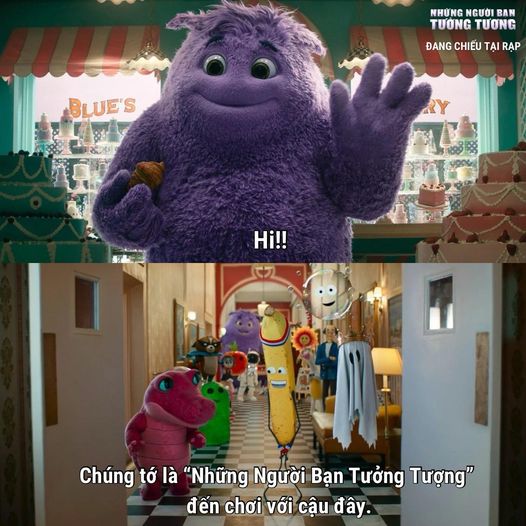 NHỮNG NGƯỜI BẠN
TƯỞNG TƯỢNG
ĐANG CHIẾU TẠI RẠP
BLUE'S
RY
Hi!!
Chúng tớ là “Những Người Bạn Tưởng Tượng”
đến chơi với cậu đây.